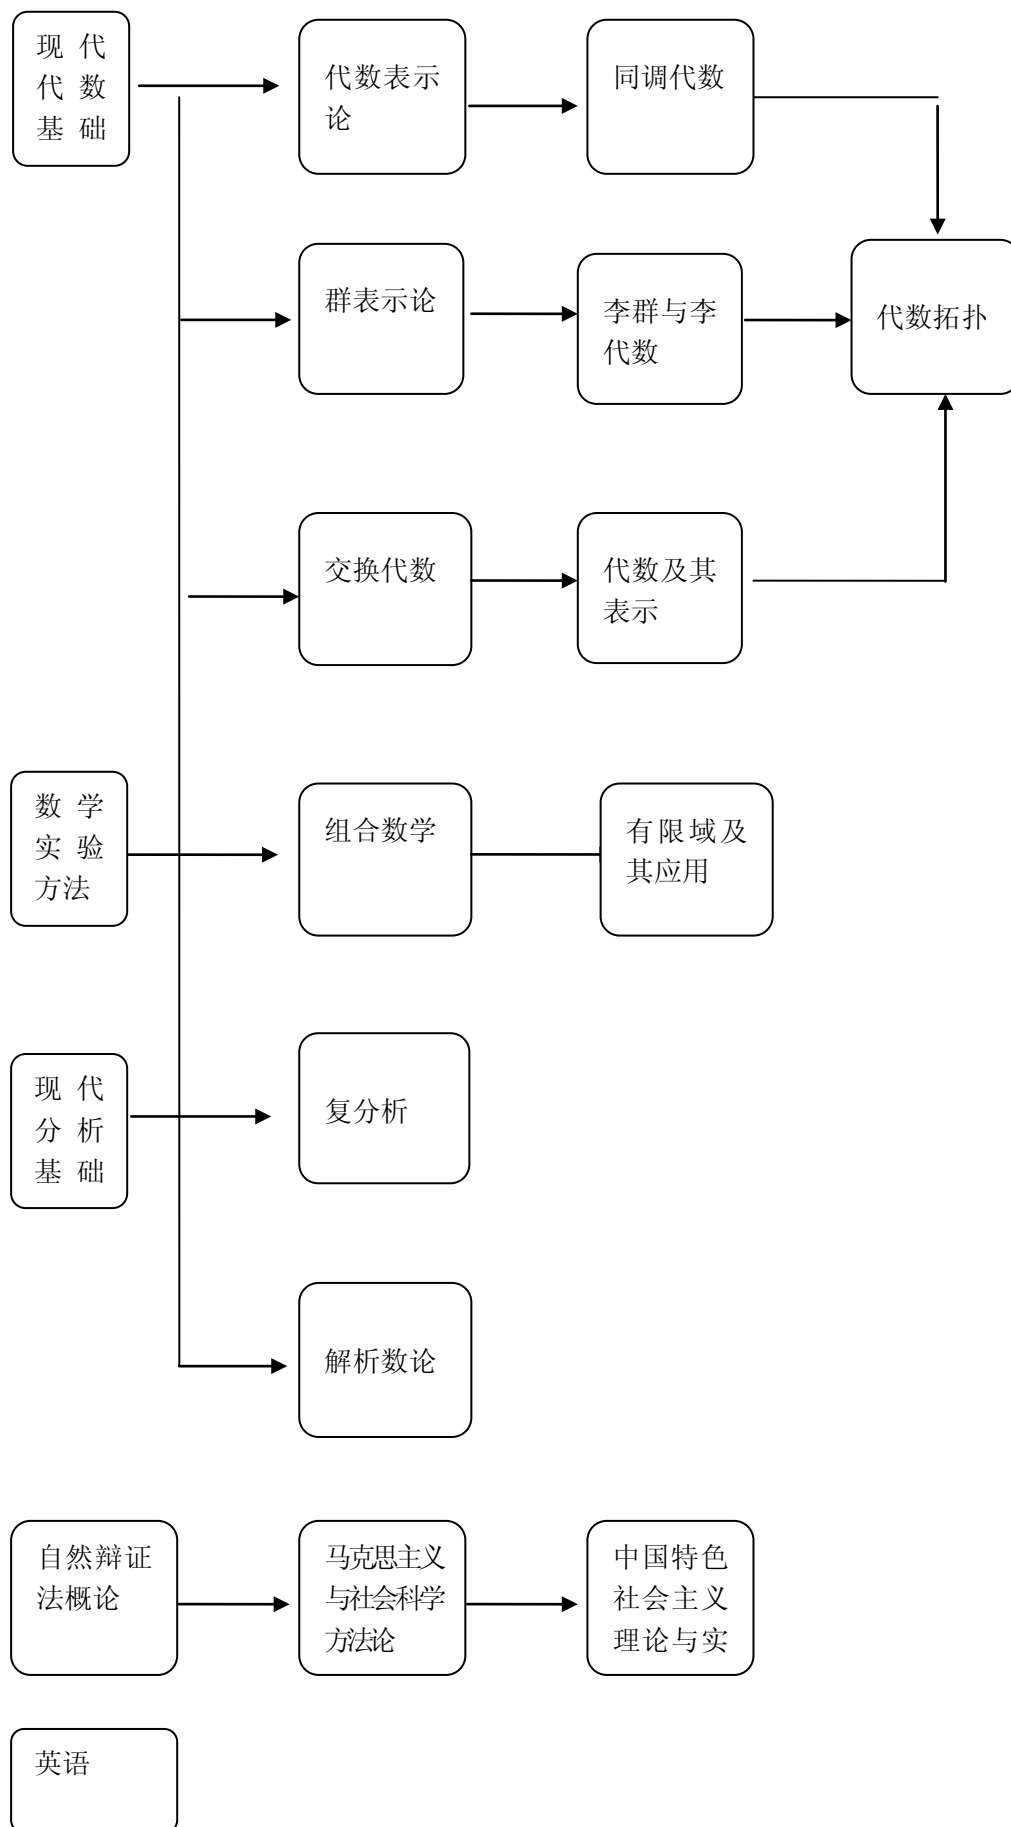 现代
代数
基础
代数表示
论
同调代数
群表示论
李群与李
代数
代数拓扑
交换代数
代数及其
表示
数学
实验
方法
组合数学
有限域及
其应用
现代
分析
基础
复分析
解析数论
自然辩证
法概论
马克思主义
与社会科学
方法论
中国特色
社会主义
理论与实
英语